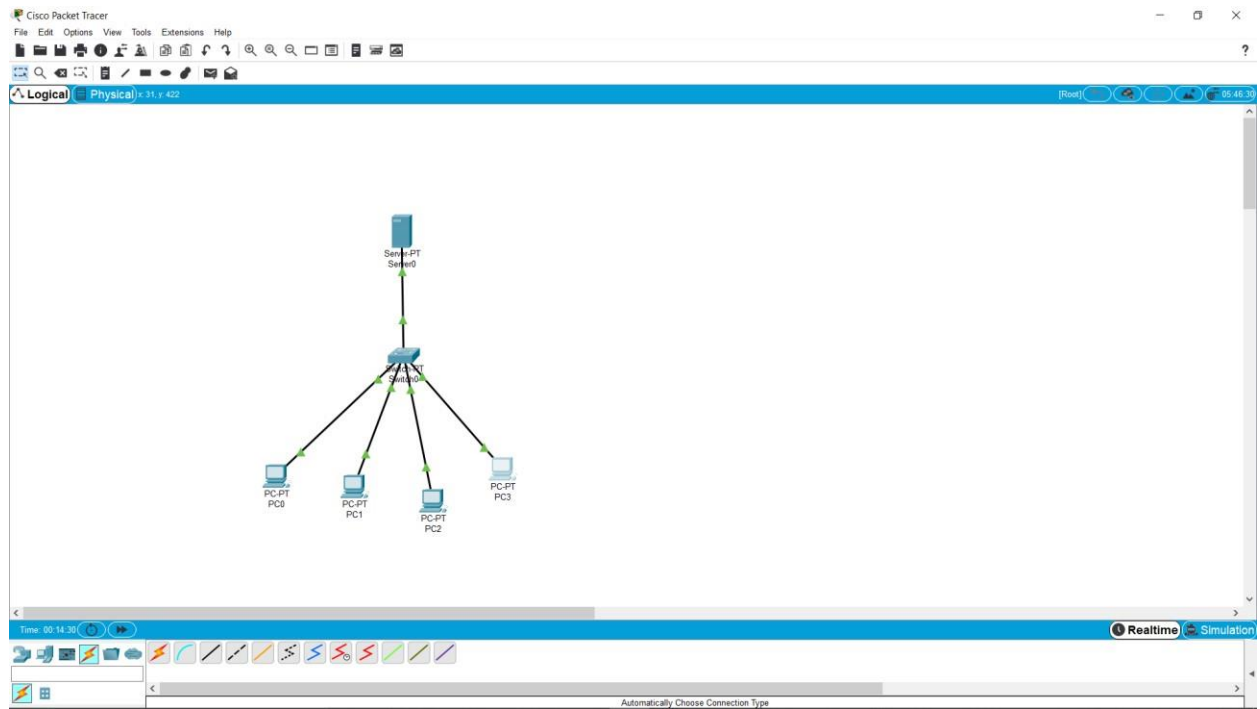 Cisco Packet Tracer
File Edit Options View Tools Extensions Help
?
Logical Physical x: 31, y: 422 [Root] 05:46:30
Server-PT
Server0
Switch-PT
Switch0
PC-PT
PC0
PC-PT
PC1
PC-PT
PC2
PC-PT
PC3
Time: 00:14:30 Realtime Simulation
Automatically Choose Connection Type